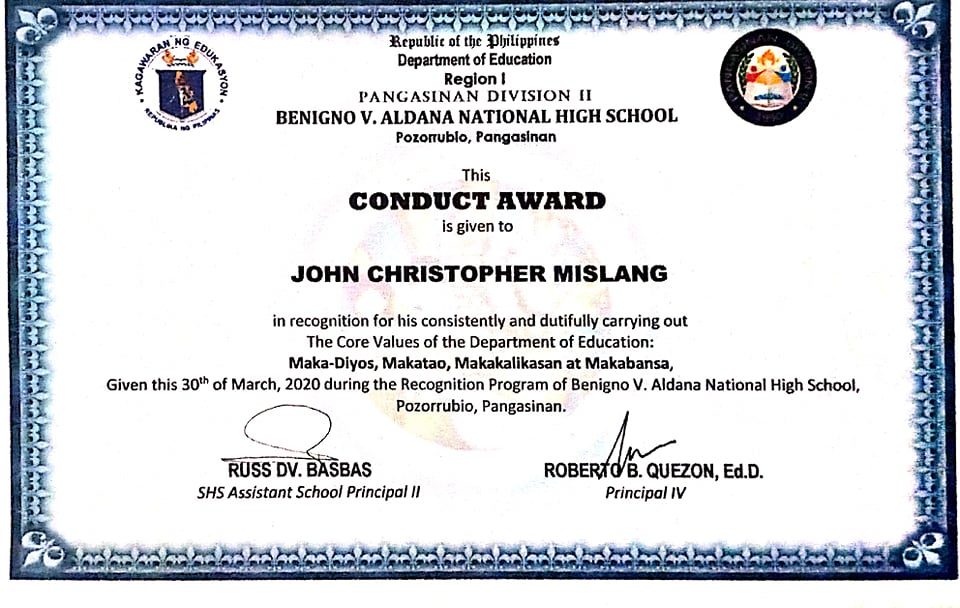 Republic of the Philippines
Department of Education
Region I
PANGASINAN DIVISION II
BENIGNO V. ALDANA NATIONAL HIGH SCHOOL
Pozorrubio, Pangasinan
KAGAWARAN NG EDUKASYON
REPUBLIKA NG PILIPINAS
PANGASINAN DIVISION II
This
CONDUCT AWARD
is given to
JOHN CHRISTOPHER MISLANG
in recognition for his consistently and dutifully carrying out
The Core Values of the Department of Education:
Maka-Diyos, Makatao, Makakalikasan at Makabansa,
Given this 30th of March, 2020 during the Recognition Program of Benigno V. Aldana National High School,
Pozorrubio, Pangasinan.
RUSS DV. BASBAS
SHS Assistant School Principal II
ROBERTO B. QUEZON, Ed.D.
Principal IV